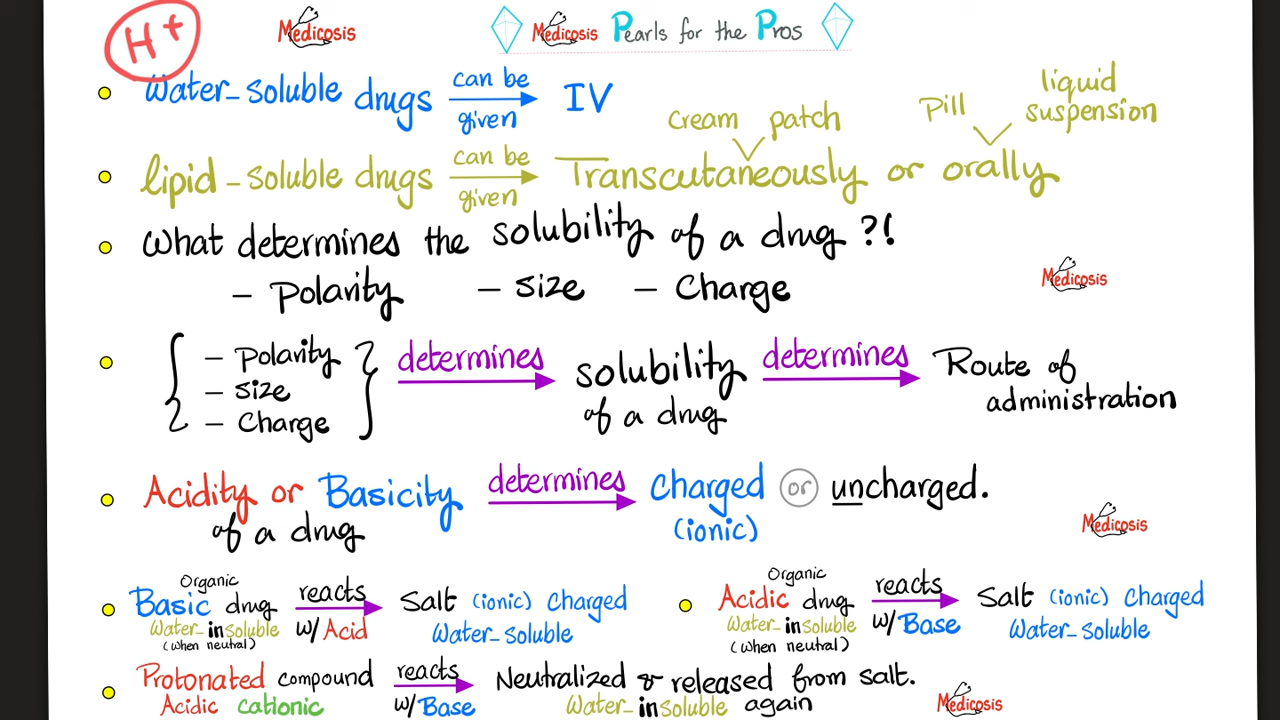 H+
Medicosis
Medicosis Pearls for the Pros
Water-soluble drugs can be given IV
Cream patch
Pill liquid suspension
lipid-soluble drugs can be given Transcutaneously or orally
What determines the solubility of a drug ?!
- Polarity - Size - Charge
Medicosis
- Polarity
- Size
- Charge
determines solubility of a drug determines Route of administration
Acidity or Basicity of a drug determines Charged (ionic) or uncharged.
Medicosis
Organic
Basic drug reacts w/ Acid Salt (ionic) Charged
Water-insoluble Water-Soluble
(when neutral)
Organic
Acidic drug reacts w/ Base Salt (ionic) Charged
Water-insoluble Water-Soluble
(when neutral)
Protonated compound reacts w/ Base Neutralized & released from salt.
Acidic cationic Water-insoluble again
Medicosis